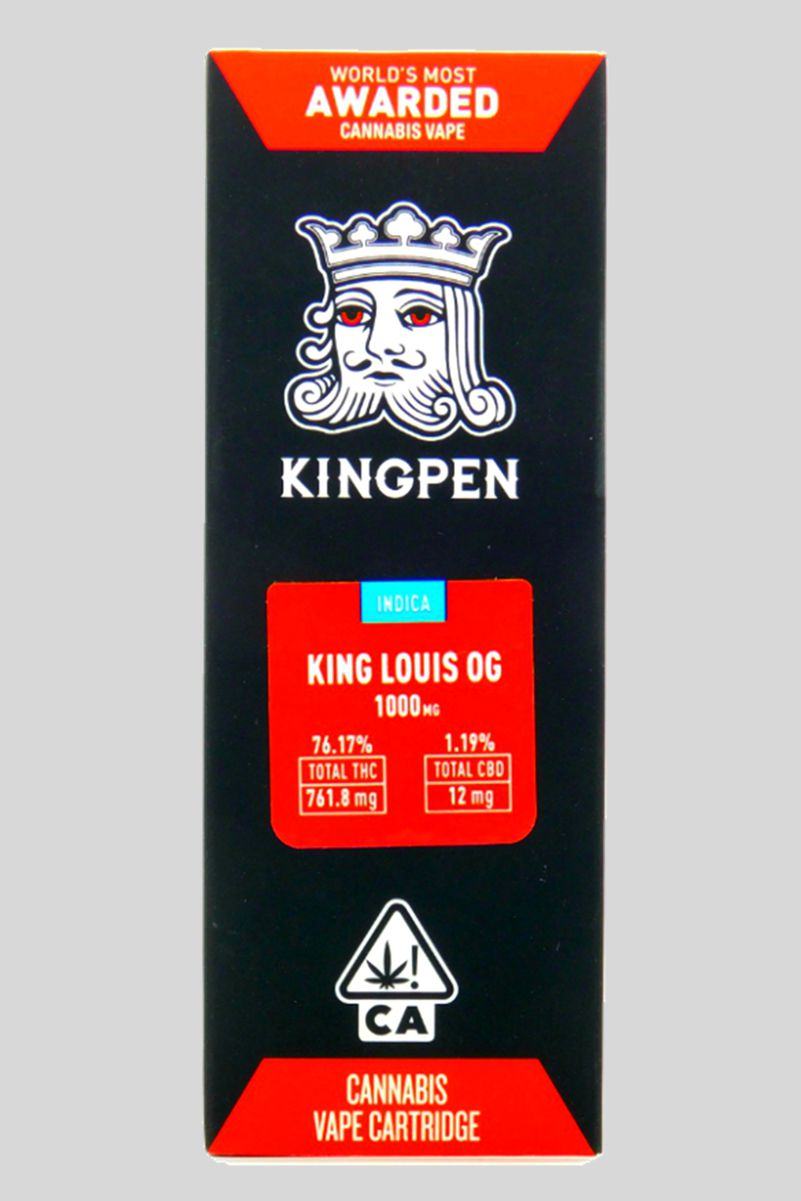 WORLD'S MOST
AWARDED
CANNABIS VAPE
KINGPEN
INDICA
KING LOUIS OG
1000MG
76.17% 1.19%
TOTAL THC TOTAL CBD
761.8 mg 12 mg
!
CA
CANNABIS
VAPE CARTRIDGE